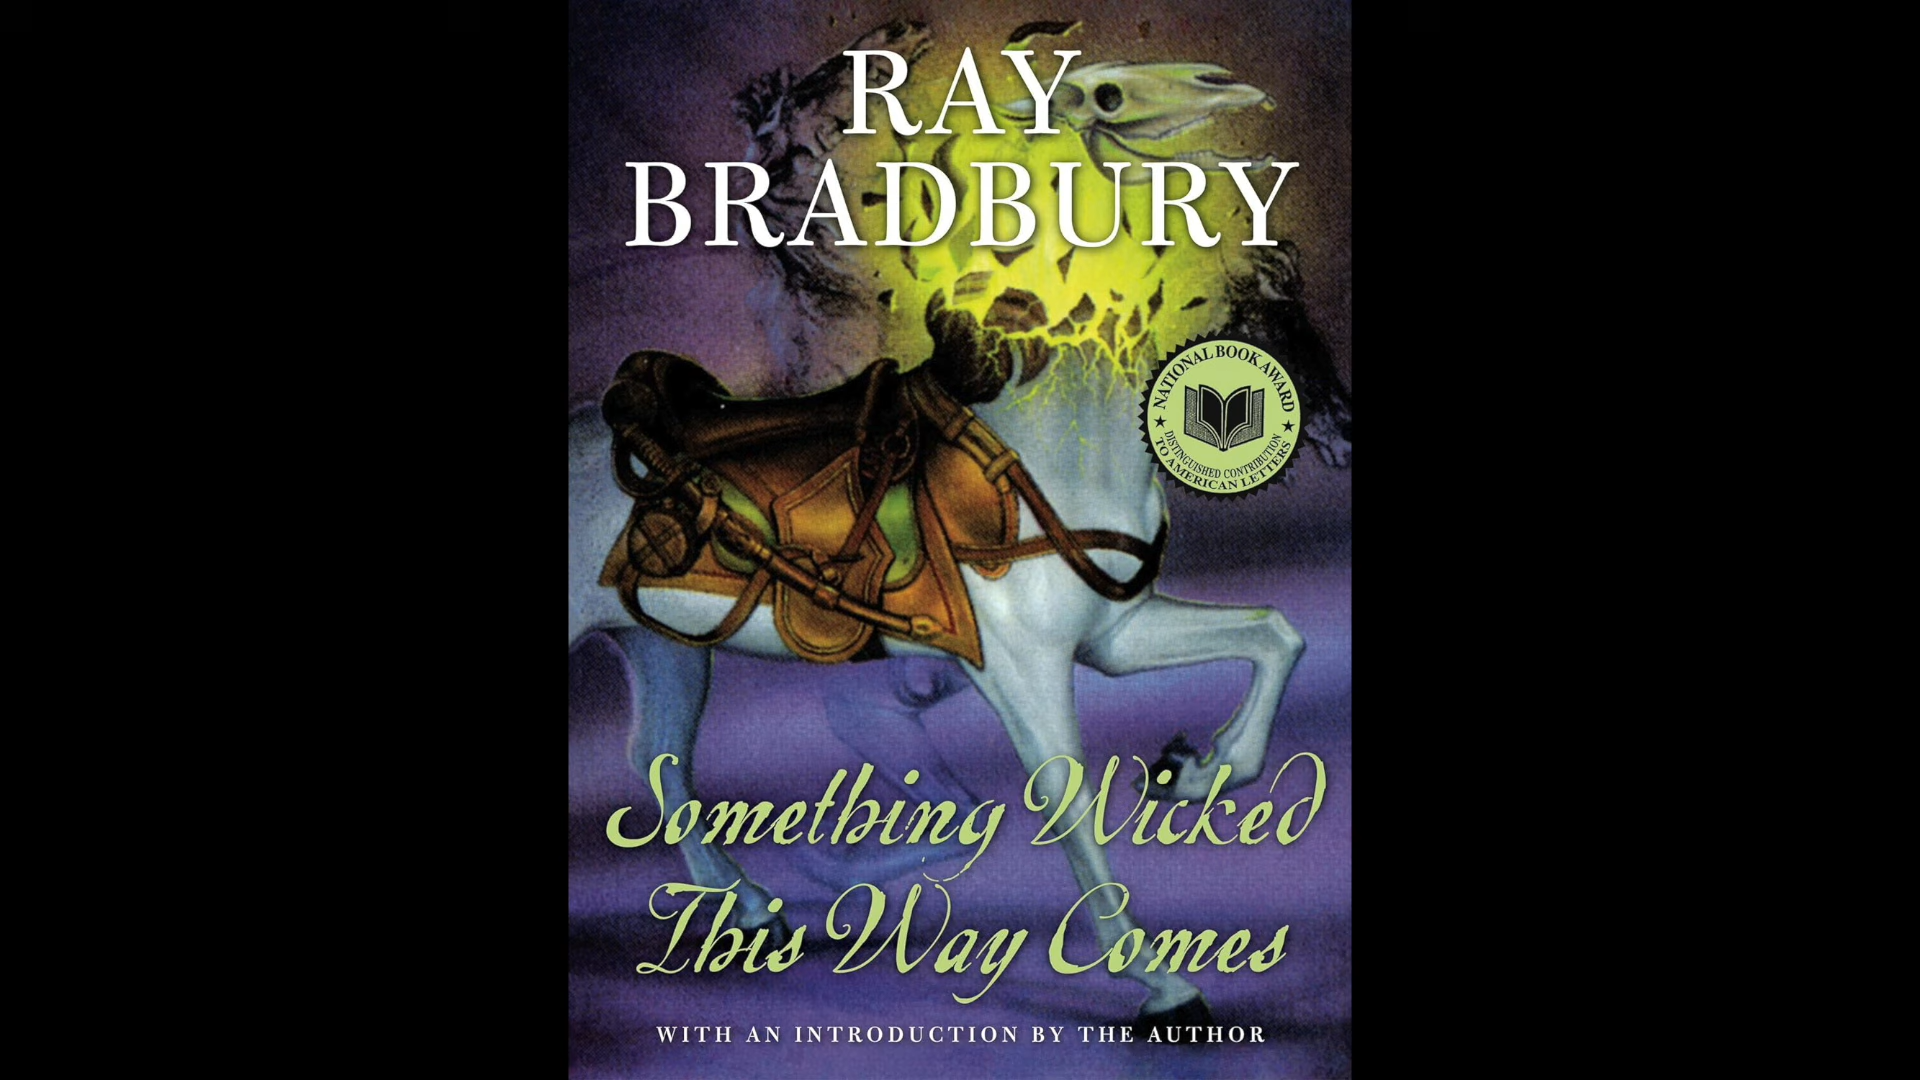 RAY
BRADBURY
NATIONAL BOOK AWARD
DISTINGUISHED CONTRIBUTION
TO AMERICAN LETTERS
Something Wicked
This Way Comes
WITH AN INTRODUCTION BY THE AUTHOR